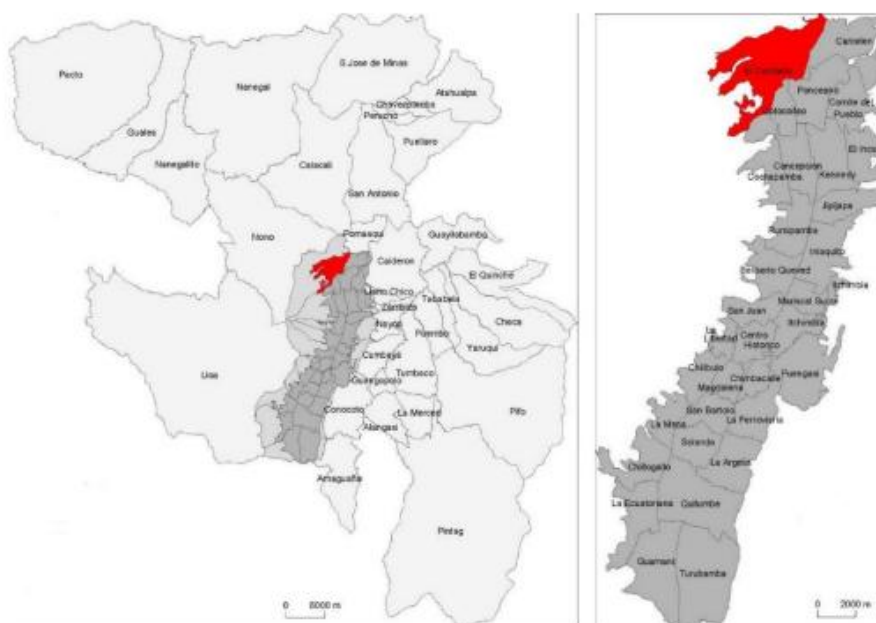 S.Jose de Minas
Pacto
Nanegal
Atahualpa
Chavezpamba
Perucho
Gualea
Puellaro
Nanegalito
Calacali
San Antonio
Nono
Pomasqui
Guayllabamba
Calderon
El Quinche
Llano Chico
Tababela
Zambiza
Checa
Nayon
Puembo
Yaruqui
Cumbaya
Lloa
Tumbaco
Guangopolo
Conocoto
La Merced
Pifo
Alangasi
Amaguaña
Pintag
0 8000 m
Carcelen
El Condado
Ponceano
Comite del
Pueblo
Cotocollao
El Inca
Concepcion
Cochapamba
Kennedy
Jipijapa
Rumipamba
Iñaquito
Belisario Quevedo
Itchimbia
Mariscal Sucre
San Juan
Itchimbia
La
Libertad
Centro
Historico
Chilibulo
Chimbacalle
Puengasi
Magdalena
San Bartolo
La Ferroviaria
La Mena
Solanda
La Argelia
Chillogallo
La Ecuatoriana
Quitumbe
Guamani
Turubamba
0 2000 m